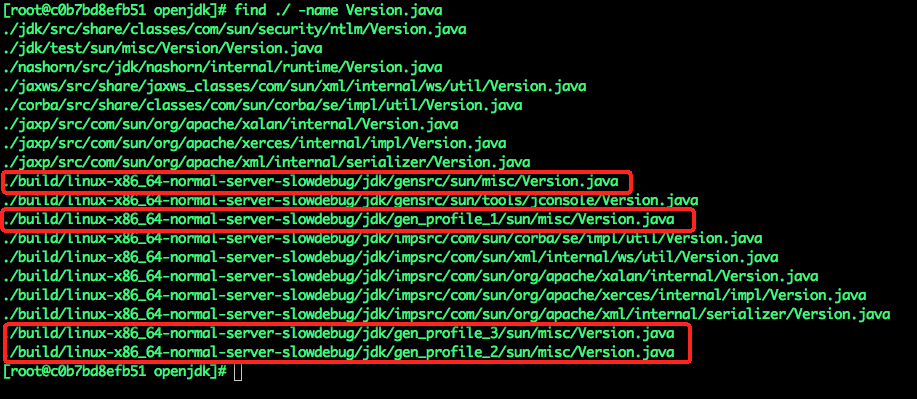 [root@c0b7bd8efb51 openjdk]# find ./ -name Version.java
./jdk/src/share/classes/com/sun/security/ntlm/Version.java
./jdk/test/sun/misc/Version/Version.java
./nashorn/src/jdk/nashorn/internal/runtime/Version.java
./jaxws/src/share/jaxws_classes/com/sun/xml/internal/ws/util/Version.java
./corba/src/share/classes/com/sun/corba/se/impl/util/Version.java
./jaxp/src/com/sun/org/apache/xalan/internal/Version.java
./jaxp/src/com/sun/org/apache/xerces/internal/impl/Version.java
./jaxp/src/com/sun/org/apache/xml/internal/serializer/Version.java
./build/linux-x86_64-normal-server-slowdebug/jdk/gensrc/sun/misc/Version.java
./build/linux-x86_64-normal-server-slowdebug/jdk/gensrc/sun/tools/jconsole/Version.java
./build/linux-x86_64-normal-server-slowdebug/jdk/gen_profile_1/sun/misc/Version.java
./build/linux-x86_64-normal-server-slowdebug/jdk/impsrc/com/sun/corba/se/impl/util/Version.java
./build/linux-x86_64-normal-server-slowdebug/jdk/impsrc/com/sun/xml/internal/ws/util/Version.java
./build/linux-x86_64-normal-server-slowdebug/jdk/impsrc/com/sun/org/apache/xalan/internal/Version.java
./build/linux-x86_64-normal-server-slowdebug/jdk/impsrc/com/sun/org/apache/xerces/internal/impl/Version.java
./build/linux-x86_64-normal-server-slowdebug/jdk/impsrc/com/sun/org/apache/xml/internal/serializer/Version.java
./build/linux-x86_64-normal-server-slowdebug/jdk/gen_profile_3/sun/misc/Version.java
./build/linux-x86_64-normal-server-slowdebug/jdk/gen_profile_2/sun/misc/Version.java
[root@c0b7bd8efb51 openjdk]#